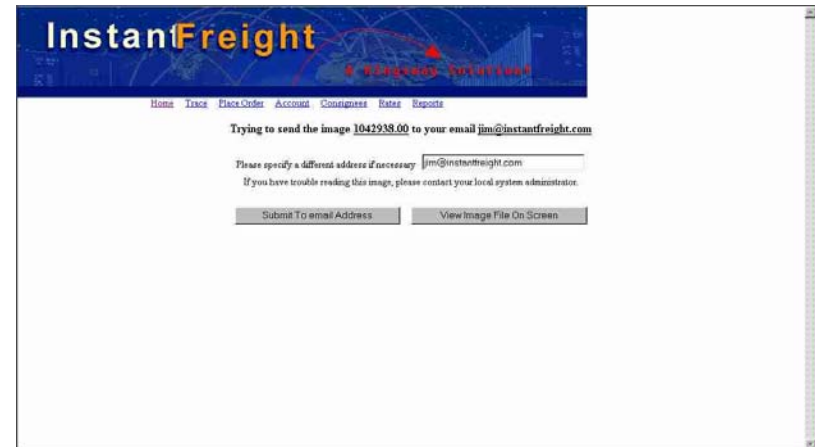 InstantFreight
A Kingsway Solution!
Home Trace Place Order Account Consignees Rates Reports
Trying to send the image 1042938.00 to your email jim@instantfreight.com
Please specify a different address if necessary jim@instantfreight.com
If you have trouble reading this image, please contact your local system administrator.
Submit To email Address View Image File On Screen